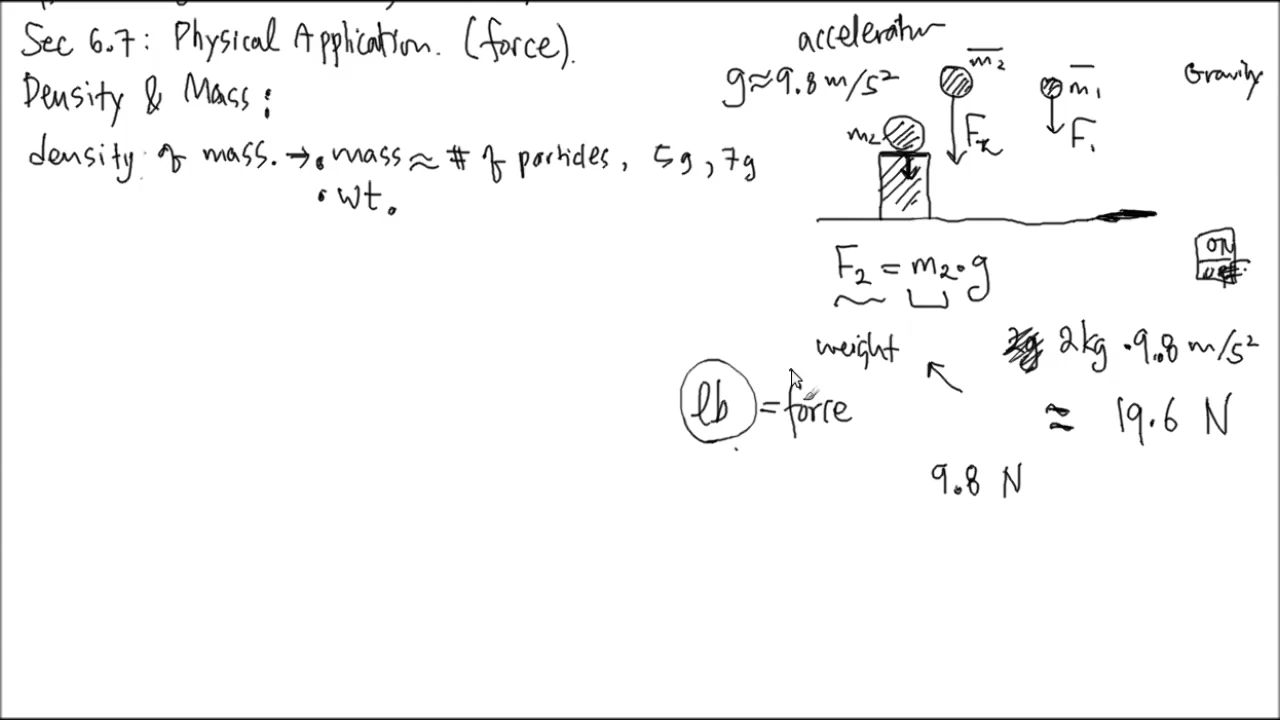 Sec 6.7: Physical Application. (force).
Density & Mass:
density of mass. → . mass ≈ # of particles, 5g, 7g
. wt.
acceleration
g ≈ 9.8 m/s²
m₂
m₁
Gravity
m₂
F₂
F₁
F₂ = m₂ · g
ON
weight
2kg · 9.8 m/s²
lb = force
≈ 19.6 N
9.8 N